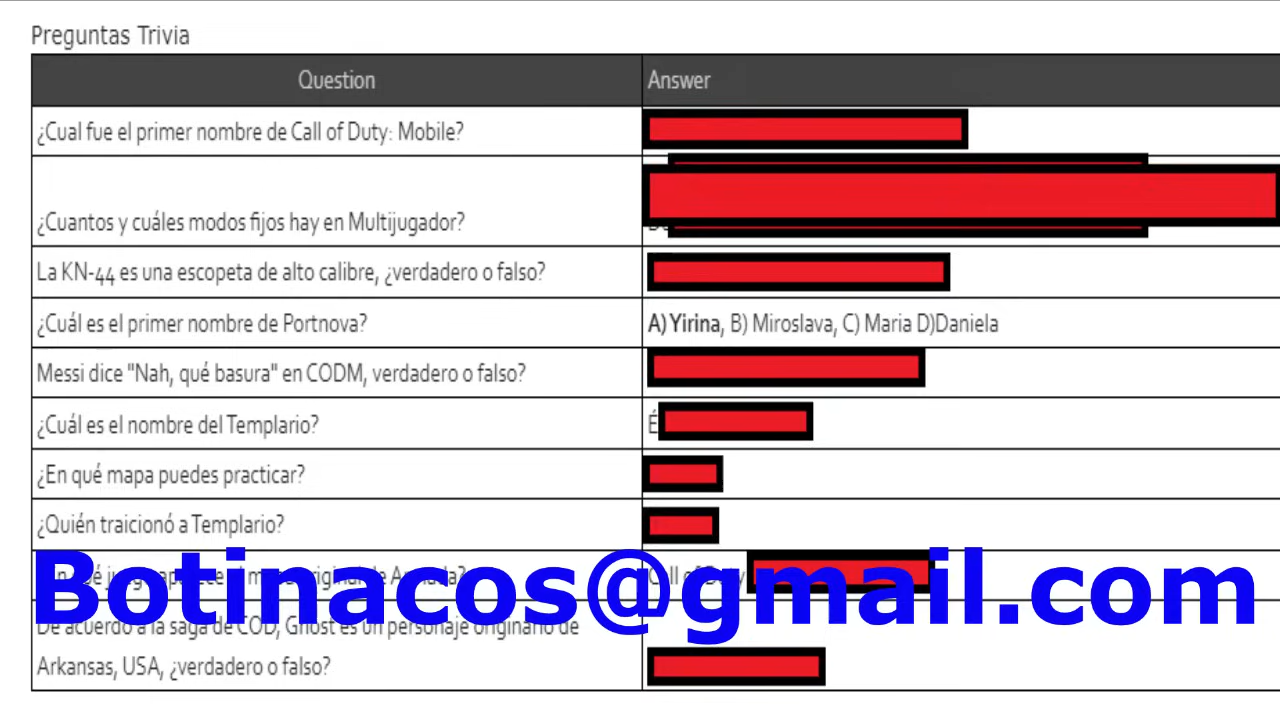 Preguntas Trivia
Question Answer
¿Cual fue el primer nombre de Call of Duty: Mobile?
¿Cuantos y cuáles modos fijos hay en Multijugador?
La KN-44 es una escopeta de alto calibre, ¿verdadero o falso?
¿Cuál es el primer nombre de Portnova? A) Yirina, B) Miroslava, C) Maria D)Daniela
Messi dice "Nah, qué basura" en CODM, verdadero o falso?
¿Cuál es el nombre del Templario? É
¿En qué mapa puedes practicar?
¿Quién traicionó a Templario?
Call of Duty
Botinacos@gmail.com
De acuerdo a la saga de COD, Ghost es un personaje originario de
Arkansas, USA, ¿verdadero o falso?